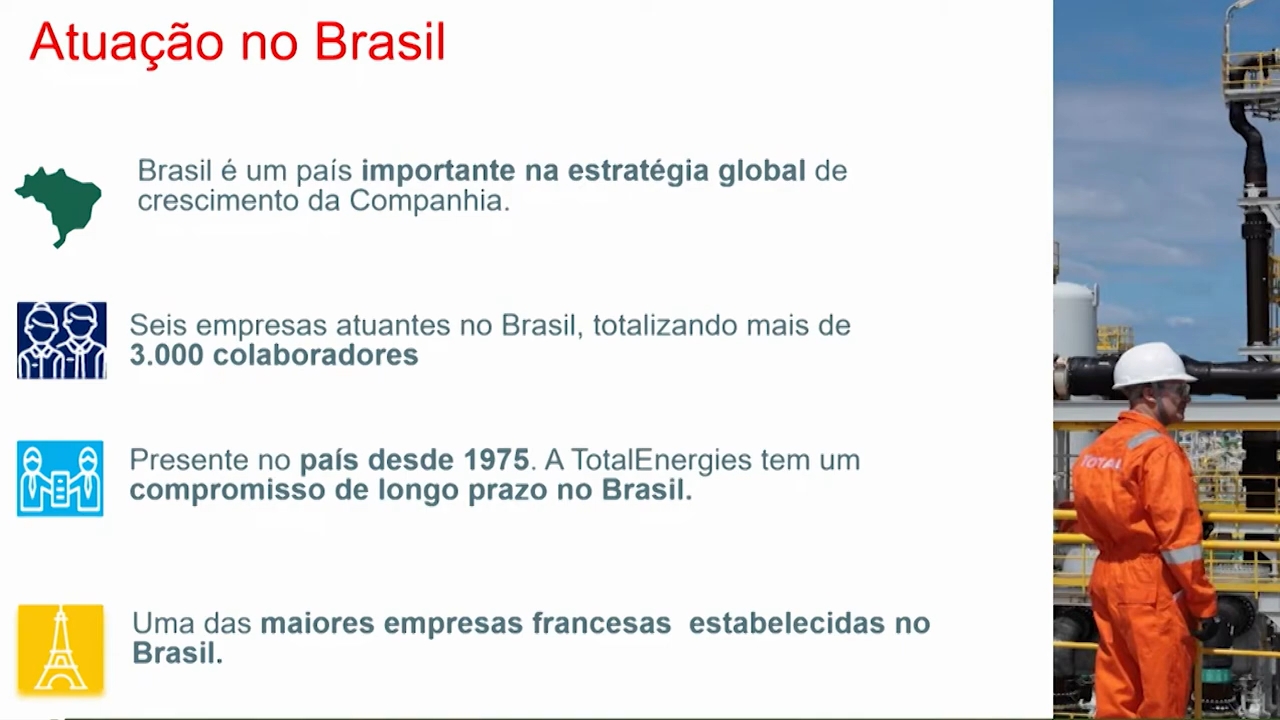 Atuação no Brasil
Brasil é um país importante na estratégia global de
crescimento da Companhia.
Seis empresas atuantes no Brasil, totalizando mais de
3.000 colaboradores
Presente no país desde 1975. A TotalEnergies tem um
compromisso de longo prazo no Brasil.
Uma das maiores empresas francesas estabelecidas no
Brasil.
TOTAL